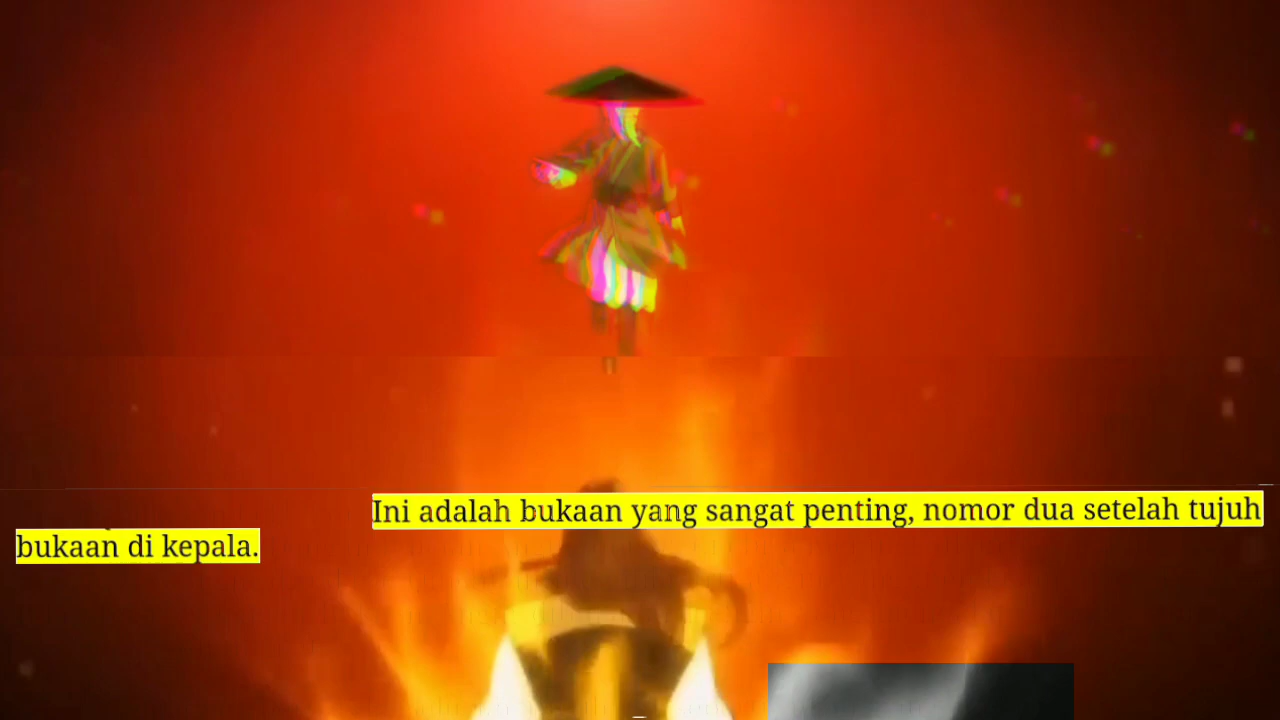 Ini adalah bukaan yang sangat penting, nomor dua setelah tujuh
bukaan di kepala.